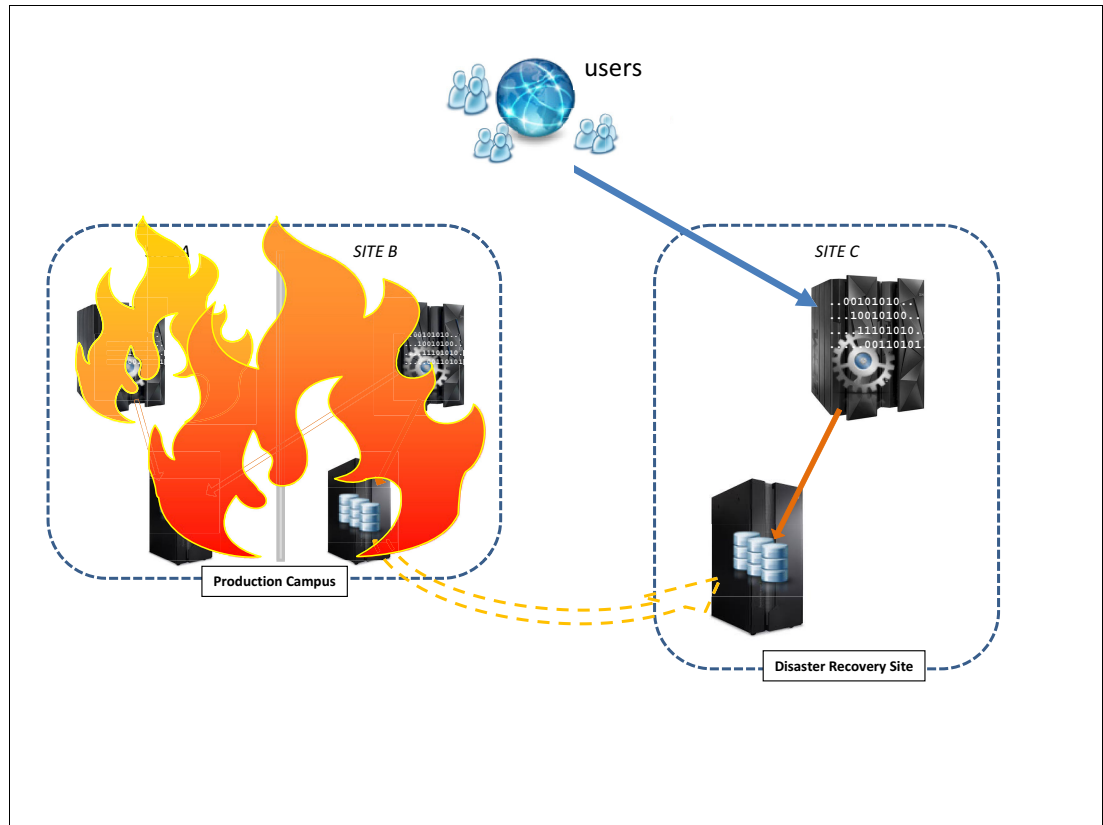 users
SITE B
SITE C
..00101010..
...10010100..
....11101010..
.... 00110101
Production Campus
Disaster Recovery Site